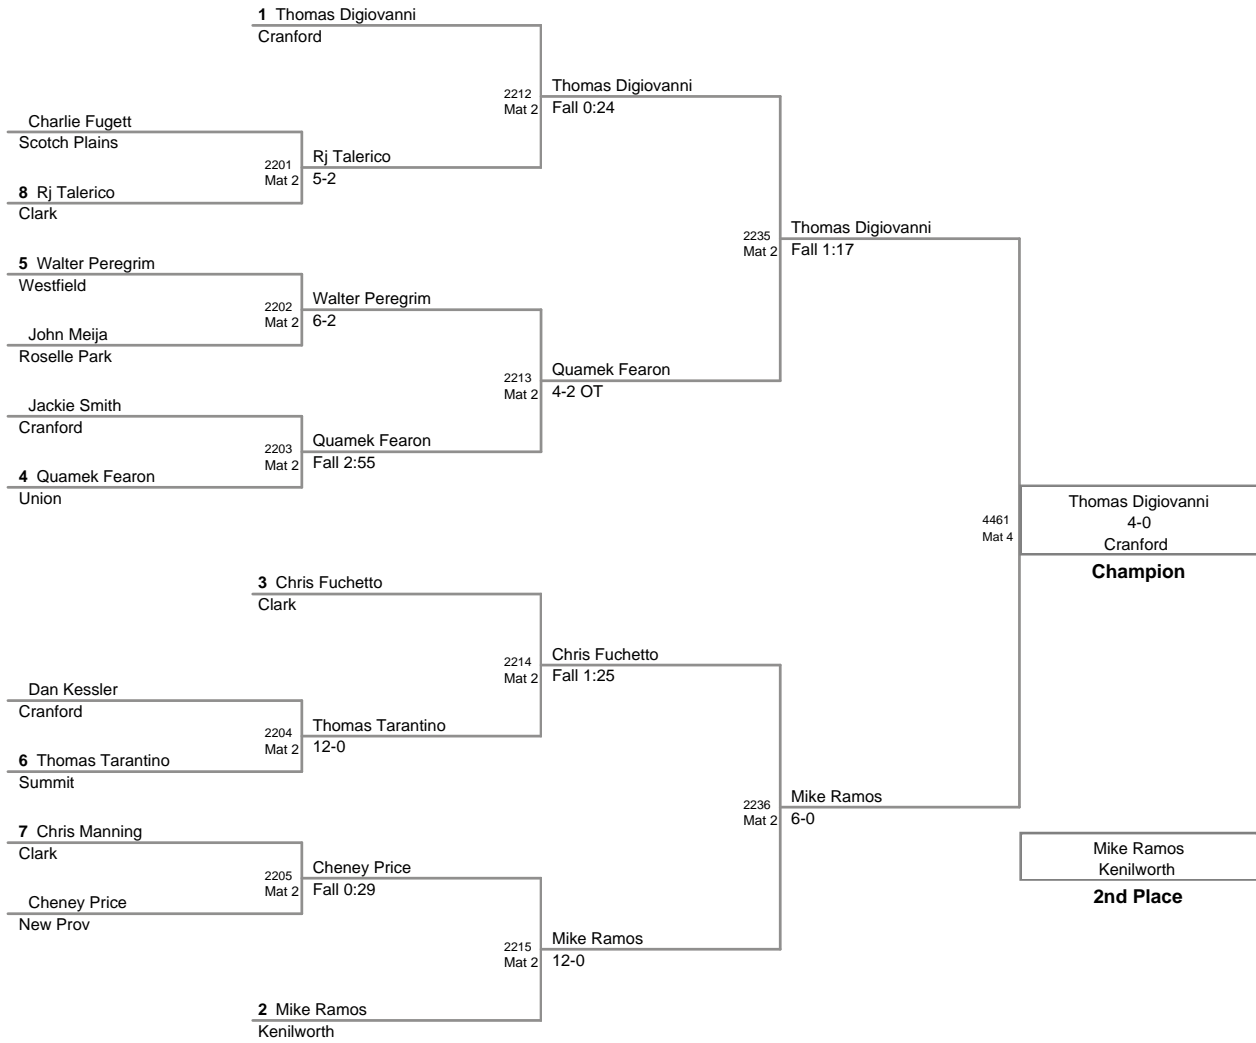 1 Thomas Digiovanni
Cranford
2212
Mat 2
Thomas Digiovanni
Fall 0:24
Charlie Fugett
Scotch Plains
2201
Mat 2
Rj Talerico
5-2
8 Rj Talerico
Clark
2235
Mat 2
Thomas Digiovanni
Fall 1:17
5 Walter Peregrim
Westfield
2202
Mat 2
Walter Peregrim
6-2
John Meija
Roselle Park
2213
Mat 2
Quamek Fearon
4-2 OT
Jackie Smith
Cranford
2203
Mat 2
Quamek Fearon
Fall 2:55
4 Quamek Fearon
Union
4461
Mat 4
Thomas Digiovanni
4-0
Cranford
Champion
3 Chris Fuchetto
Clark
2214
Mat 2
Chris Fuchetto
Fall 1:25
Dan Kessler
Cranford
2204
Mat 2
Thomas Tarantino
12-0
6 Thomas Tarantino
Summit
2236
Mat 2
Mike Ramos
6-0
7 Chris Manning
Clark
2205
Mat 2
Cheney Price
Fall 0:29
Cheney Price
New Prov
2215
Mat 2
Mike Ramos
12-0
2 Mike Ramos
Kenilworth
Mike Ramos
Kenilworth
2nd Place